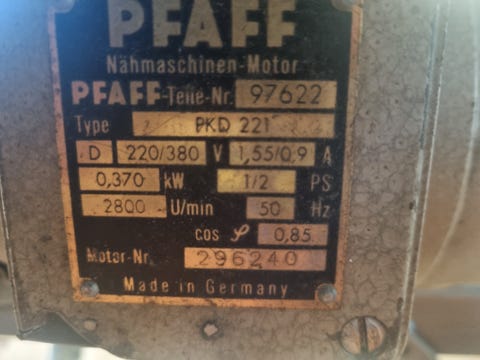 PFAFF
Nähmaschinen-Motor
PFAFF-Teile-Nr. 97622
Type PKD 221
D 220/380 V 1,55/0,9 A
0,370 kW 1/2 PS
2800 U/min 50 Hz
cos φ 0,85
Motor-Nr. 296240
Made in Germany